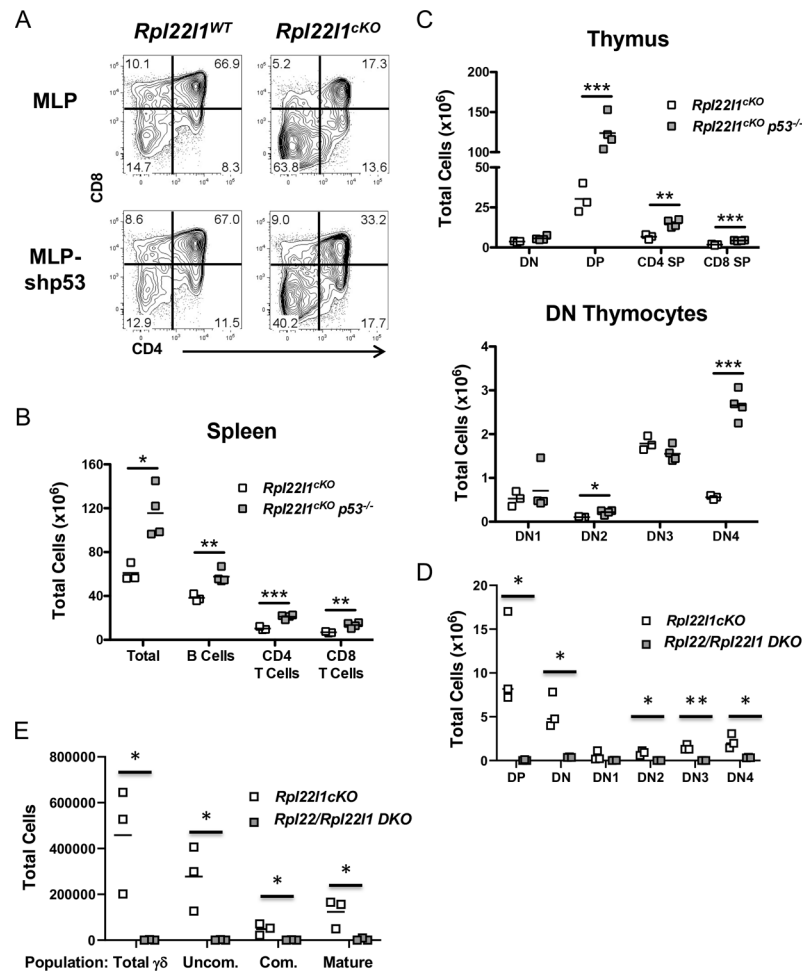 A
Rpl22l1WT Rpl22l1cKO
MLP
10.1 66.9 5.2 17.3
14.7 8.3 63.8 13.6
CD8
MLP-
shp53
8.6 67.0 9.0 33.2
12.9 11.5 40.2 17.7
CD4
B
Spleen
Total Cells (x10⁶)
160
120
80
40
0
Rpl22l1cKO
Rpl22l1cKO p53-/-
* ** *** **
Total B Cells CD4 T Cells CD8 T Cells
C
Thymus
Total Cells (x10⁶)
200
150
100
50
25
0
Rpl22l1cKO
Rpl22l1cKO p53-/-
*** ** ***
DN DP CD4 SP CD8 SP
DN Thymocytes
Total Cells (x10⁶)
4
3
2
1
0
* ***
DN1 DN2 DN3 DN4
D
Total Cells (x10⁶)
20
15
10
5
0
Rpl22l1cKO
Rpl22/Rpl22l1 DKO
* * * ** *
DP DN DN1 DN2 DN3 DN4
E
Total Cells
800000
600000
400000
200000
0
Rpl22l1cKO
Rpl22/Rpl22l1 DKO
* * * *
Population: Total γδ Uncom. Com. Mature